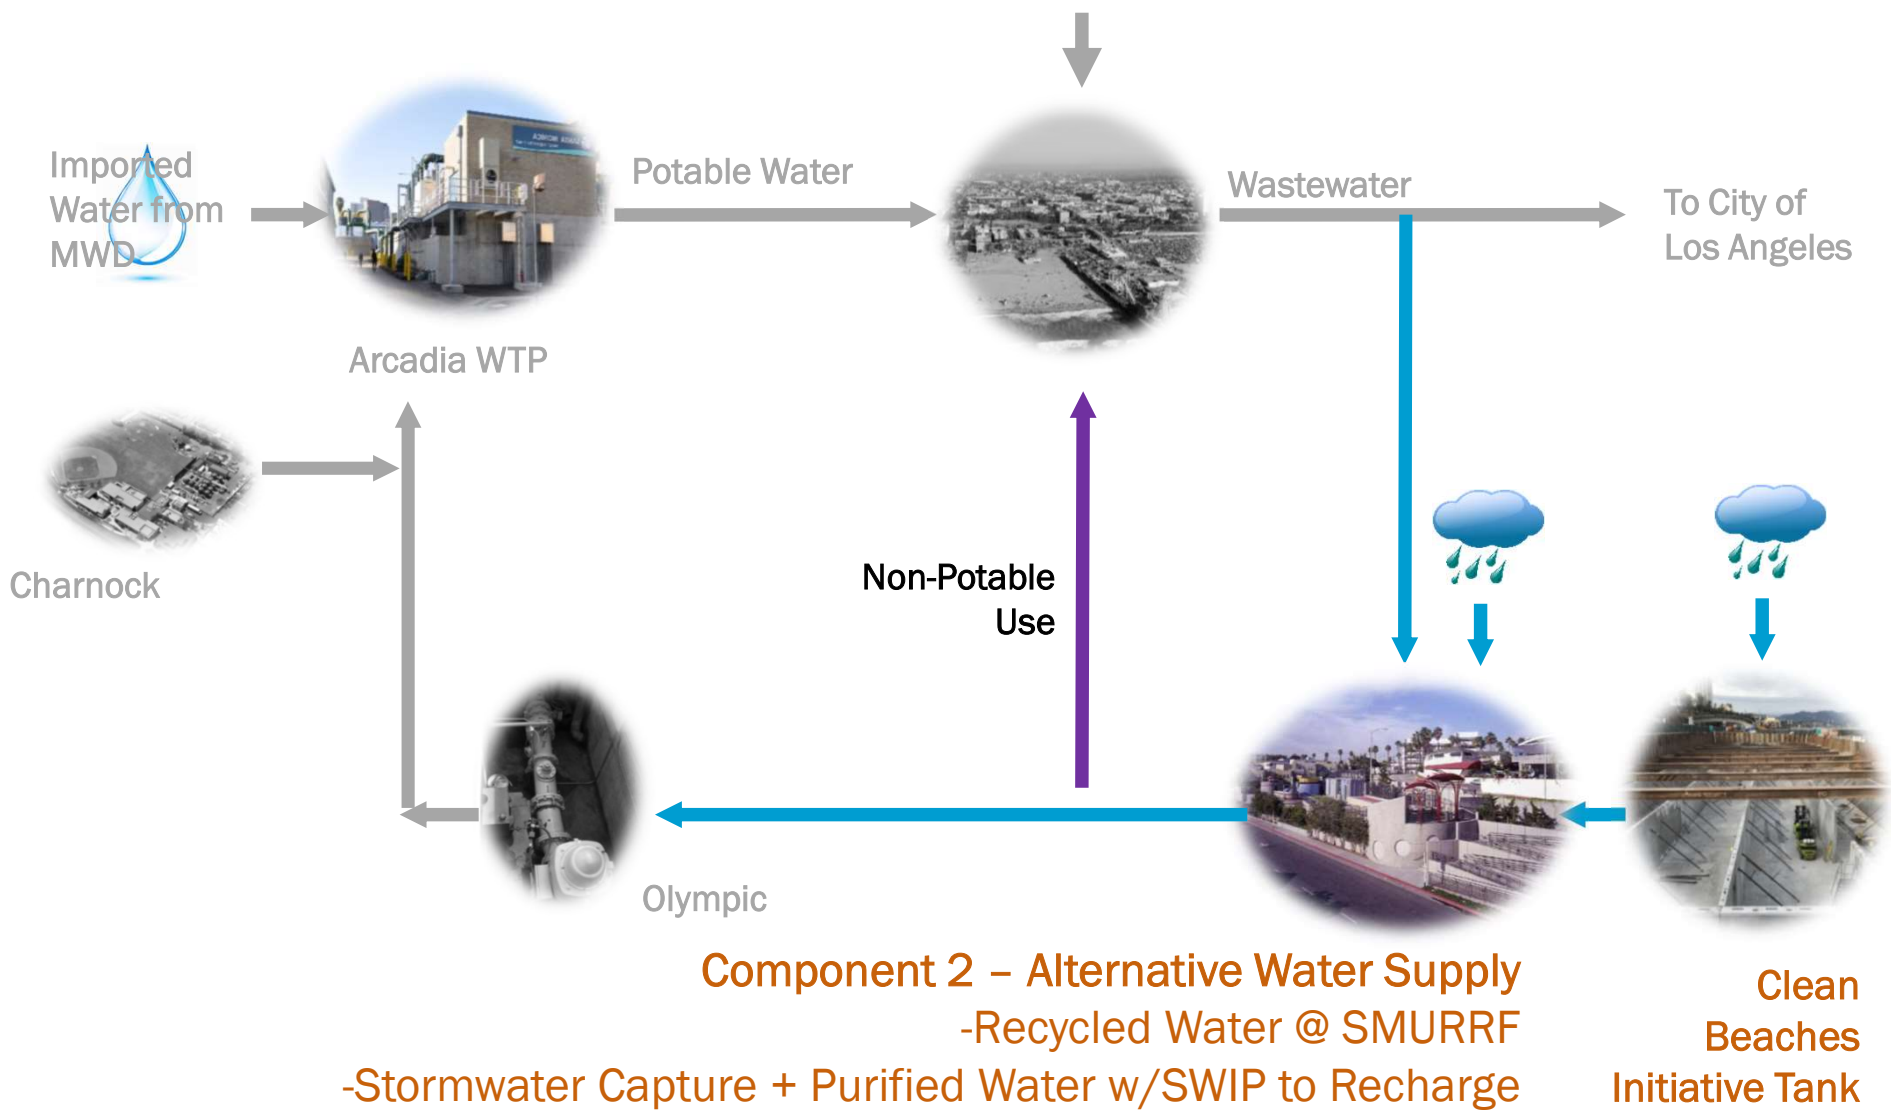 Imported
Water from
MWD
Potable Water
Wastewater
To City of
Los Angeles
Arcadia WTP
Charnock
Non-Potable
Use
Olympic
Component 2 – Alternative Water Supply
-Recycled Water @ SMURRF
-Stormwater Capture + Purified Water w/SWIP to Recharge
Clean
Beaches
Initiative Tank